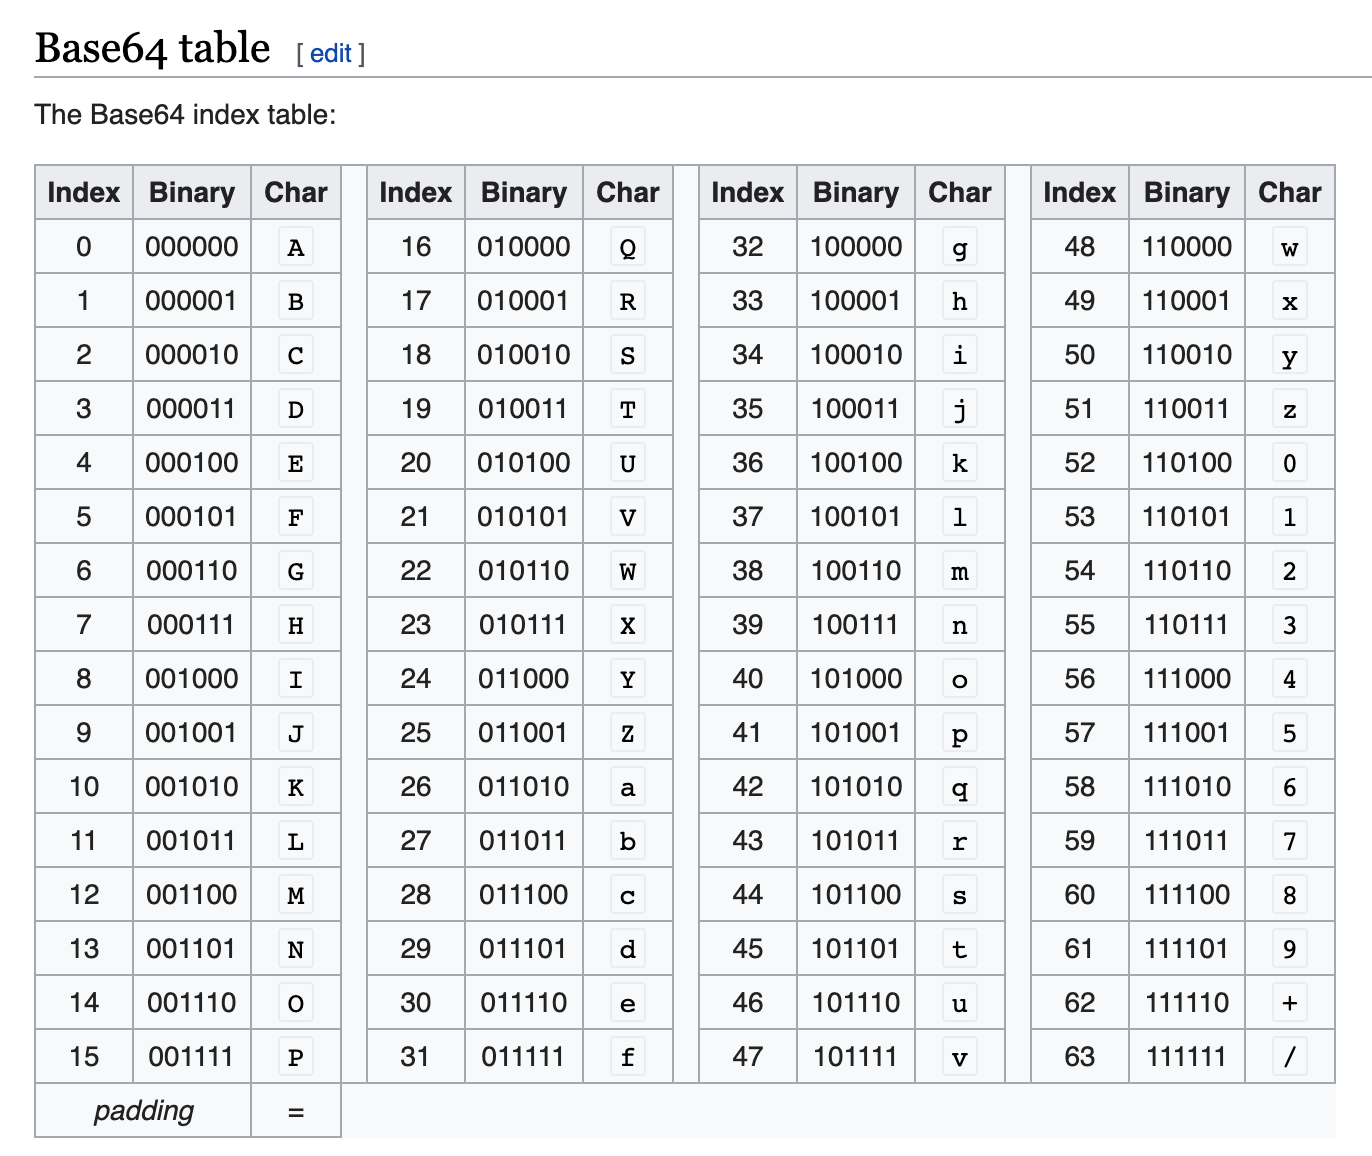 Base64 table [ edit ]
The Base64 index table:
Index Binary Char Index Binary Char Index Binary Char Index Binary Char
0 000000 A 16 010000 Q 32 100000 g 48 110000 w
1 000001 B 17 010001 R 33 100001 h 49 110001 x
2 000010 C 18 010010 S 34 100010 i 50 110010 y
3 000011 D 19 010011 T 35 100011 j 51 110011 z
4 000100 E 20 010100 U 36 100100 k 52 110100 0
5 000101 F 21 010101 V 37 100101 l 53 110101 1
6 000110 G 22 010110 W 38 100110 m 54 110110 2
7 000111 H 23 010111 X 39 100111 n 55 110111 3
8 001000 I 24 011000 Y 40 101000 o 56 111000 4
9 001001 J 25 011001 Z 41 101001 p 57 111001 5
10 001010 K 26 011010 a 42 101010 q 58 111010 6
11 001011 L 27 011011 b 43 101011 r 59 111011 7
12 001100 M 28 011100 c 44 101100 s 60 111100 8
13 001101 N 29 011101 d 45 101101 t 61 111101 9
14 001110 O 30 011110 e 46 101110 u 62 111110 +
15 001111 P 31 011111 f 47 101111 v 63 111111 /
padding =